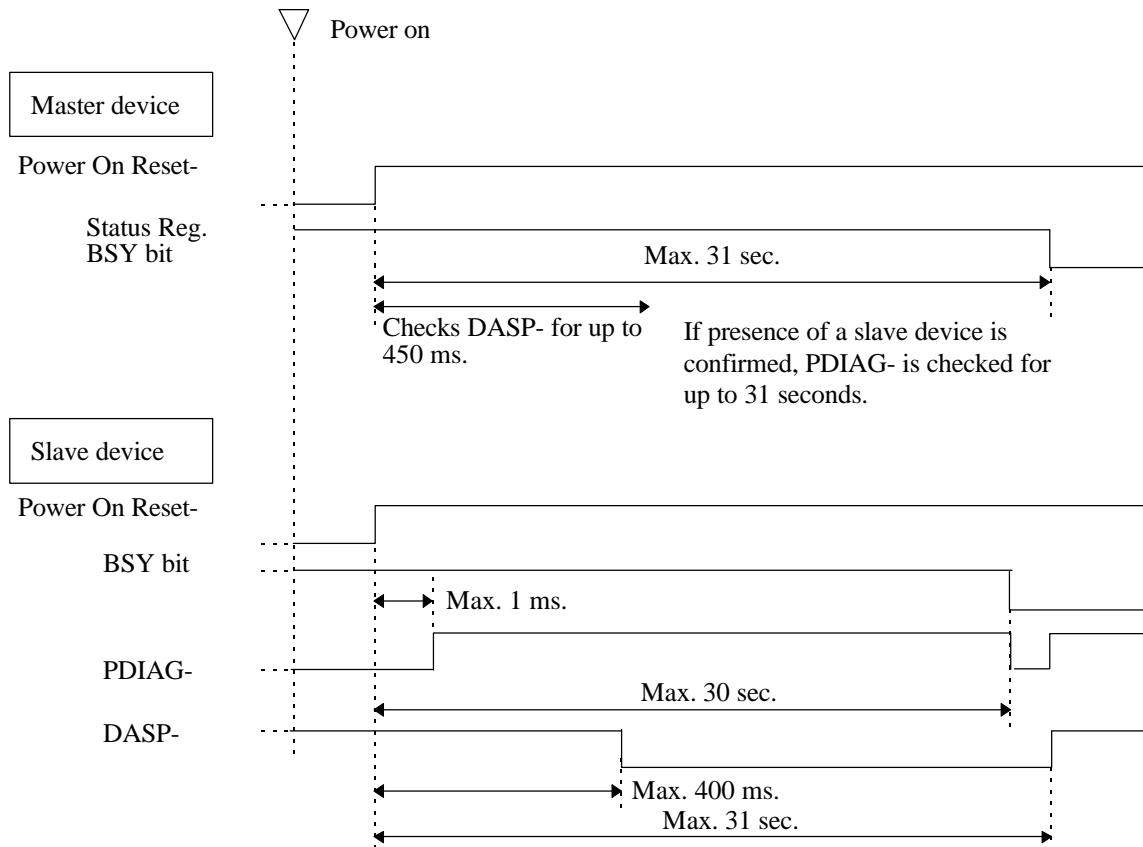 Power on
Master device
Power On Reset-
Status Reg.
BSY bit
Max. 31 sec.
Checks DASP- for up to
450 ms.
If presence of a slave device is
confirmed, PDIAG- is checked for
up to 31 seconds.
Slave device
Power On Reset-
BSY bit
Max. 1 ms.
PDIAG-
Max. 30 sec.
DASP-
Max. 400 ms.
Max. 31 sec.